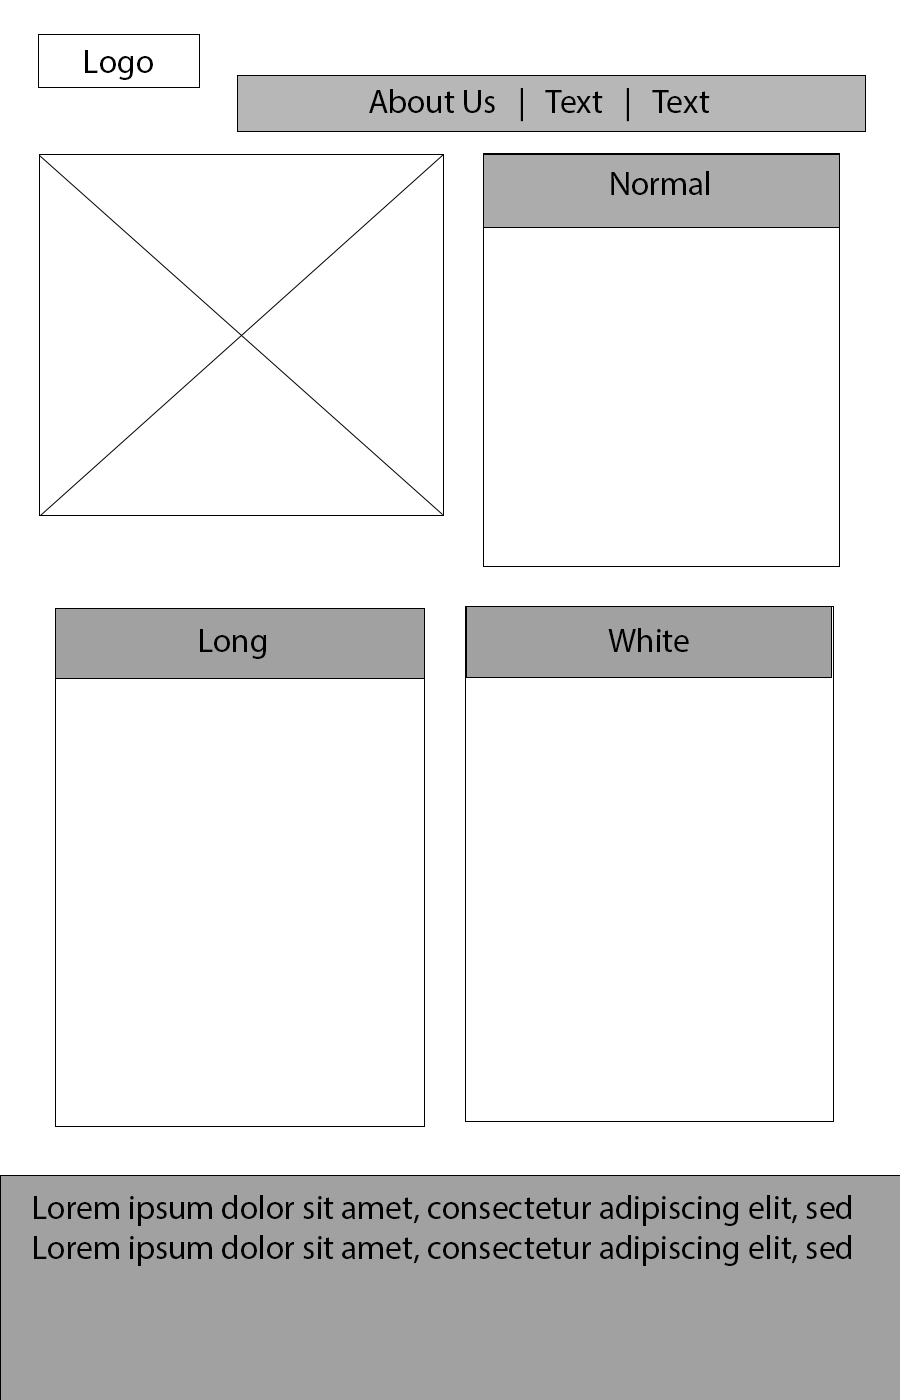 Logo
About Us | Text | Text
Normal
Long
White
Lorem ipsum dolor sit amet, consectetur adipiscing elit, sed
Lorem ipsum dolor sit amet, consectetur adipiscing elit, sed